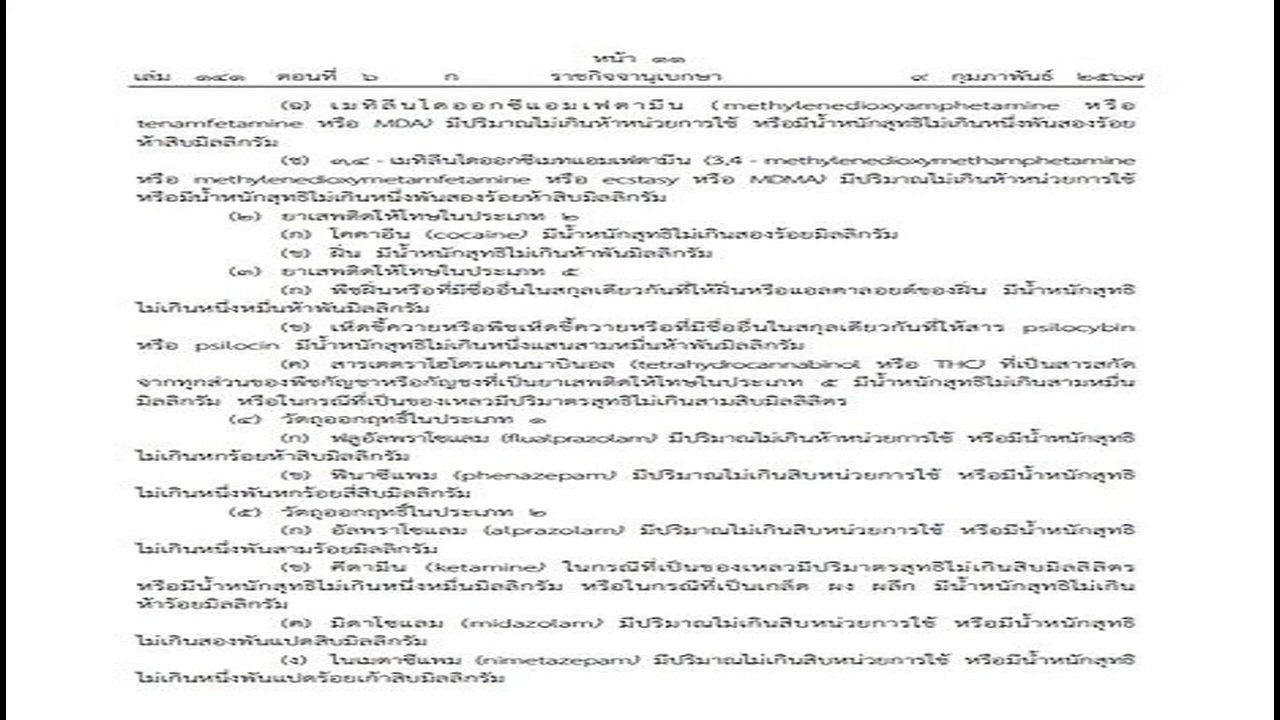 หน้า ๑๑
เล่ม ๑๔๑ ตอนที่ ๖ ก ราชกิจจานุเบกษา ๙ กุมภาพันธ์ ๒๕๖๗
(ฉ) เมทิลีนไดออกซีแอมเฟตามีน (methylenedioxyamphetamine หรือ
tenamfetamine หรือ MDA) มีปริมาณไม่เกินห้าหน่วยการใช้ หรือมีน้ำหนักสุทธิไม่เกินหนึ่งพันสองร้อย
ห้าสิบมิลลิกรัม
(ช) ๓,๔ - เมทิลีนไดออกซีเมทแอมเฟตามีน (3,4 - methylenedioxymethamphetamine
หรือ methylenedioxymetamfetamine หรือ ecstasy หรือ MDMA) มีปริมาณไม่เกินห้าหน่วยการใช้
หรือมีน้ำหนักสุทธิไม่เกินหนึ่งพันสองร้อยห้าสิบมิลลิกรัม
(๒) ยาเสพติดให้โทษในประเภท ๒
(ก) โคคาอีน (cocaine) มีน้ำหนักสุทธิไม่เกินสองร้อยมิลลิกรัม
(ข) ฝิ่น มีน้ำหนักสุทธิไม่เกินห้าพันมิลลิกรัม
(๓) ยาเสพติดให้โทษในประเภท ๕
(ก) พืชฝิ่นหรือที่มีชื่ออื่นในสกุลเดียวกันที่ให้ฝิ่นหรือแอลคาลอยด์ของฝิ่น มีน้ำหนักสุทธิ
ไม่เกินหนึ่งหมื่นห้าพันมิลลิกรัม
(ข) เห็ดขี้ควายหรือพืชเห็ดขี้ควายหรือที่มีชื่ออื่นในสกุลเดียวกันที่ให้สาร psilocybin
หรือ psilocin มีน้ำหนักสุทธิไม่เกินหนึ่งแสนสามหมื่นห้าพันมิลลิกรัม
(ค) สารเตตราไฮโดรแคนนาบินอล (tetrahydrocannabinol หรือ THC) ที่เป็นสารสกัด
จากทุกส่วนของพืชกัญชาหรือกัญชงที่เป็นยาเสพติดให้โทษในประเภท ๕ มีน้ำหนักสุทธิไม่เกินสามหมื่น
มิลลิกรัม หรือในกรณีที่เป็นของเหลวมีปริมาตรสุทธิไม่เกินสามสิบมิลลิลิตร
(๔) วัตถุออกฤทธิ์ในประเภท ๑
(ก) ฟลูอัลพราโซแลม (flualprazolam) มีปริมาณไม่เกินห้าหน่วยการใช้ หรือมีน้ำหนักสุทธิ
ไม่เกินหกร้อยห้าสิบมิลลิกรัม
(ข) ฟีนาซีแพม (phenazepam) มีปริมาณไม่เกินสิบหน่วยการใช้ หรือมีน้ำหนักสุทธิ
ไม่เกินหนึ่งพันหกร้อยสี่สิบมิลลิกรัม
(๕) วัตถุออกฤทธิ์ในประเภท ๒
(ก) อัลพราโซแลม (alprazolam) มีปริมาณไม่เกินสิบหน่วยการใช้ หรือมีน้ำหนักสุทธิ
ไม่เกินหนึ่งพันสามร้อยมิลลิกรัม
(ข) คีตามีน (ketamine) ในกรณีที่เป็นของเหลวมีปริมาตรสุทธิไม่เกินสิบมิลลิลิตร
หรือมีน้ำหนักสุทธิไม่เกินหนึ่งหมื่นมิลลิกรัม หรือในกรณีที่เป็นเกล็ด ผง ผลึก มีน้ำหนักสุทธิไม่เกิน
ห้าร้อยมิลลิกรัม
(ค) มิดาโซแลม (midazolam) มีปริมาณไม่เกินสิบหน่วยการใช้ หรือมีน้ำหนักสุทธิ
ไม่เกินสองพันแปดสิบมิลลิกรัม
(ง) ไนเมตาซีแพม (nimetazepam) มีปริมาณไม่เกินสิบหน่วยการใช้ หรือมีน้ำหนักสุทธิ
ไม่เกินหนึ่งพันแปดร้อยเก้าสิบมิลลิกรัม